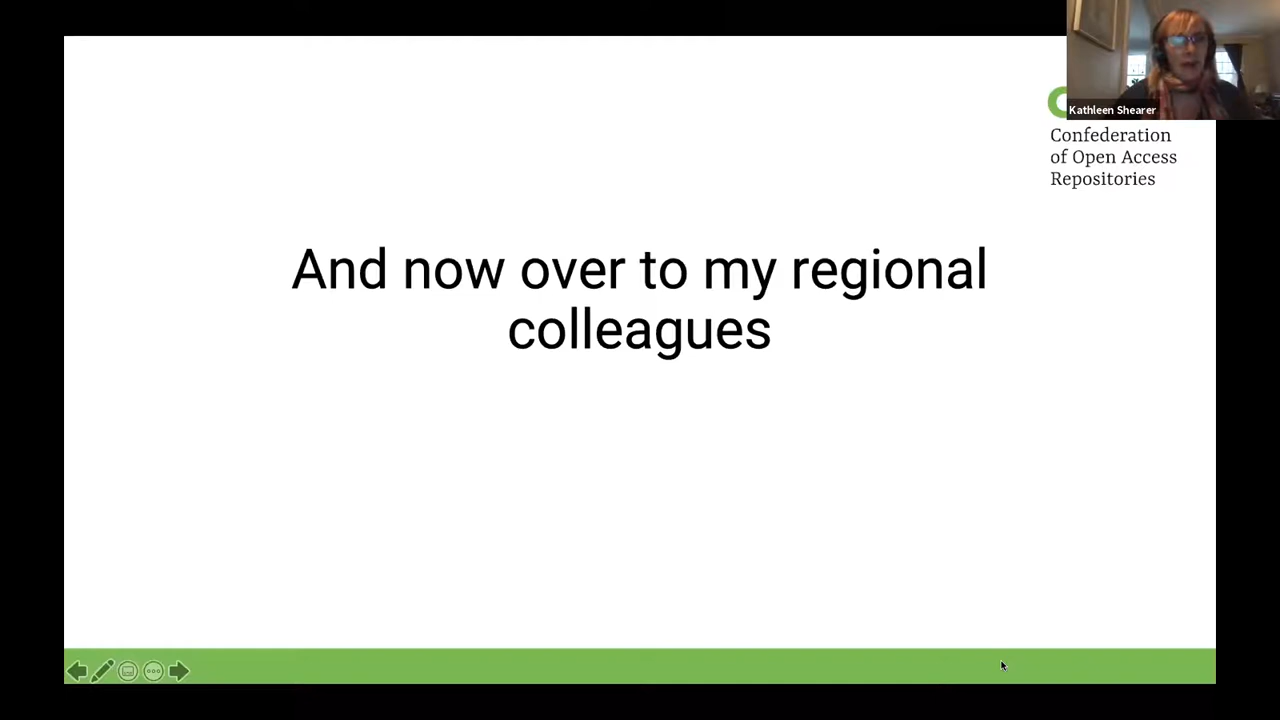 Kathleen Shearer
Confederation
of Open Access
Repositories
And now over to my regional
colleagues